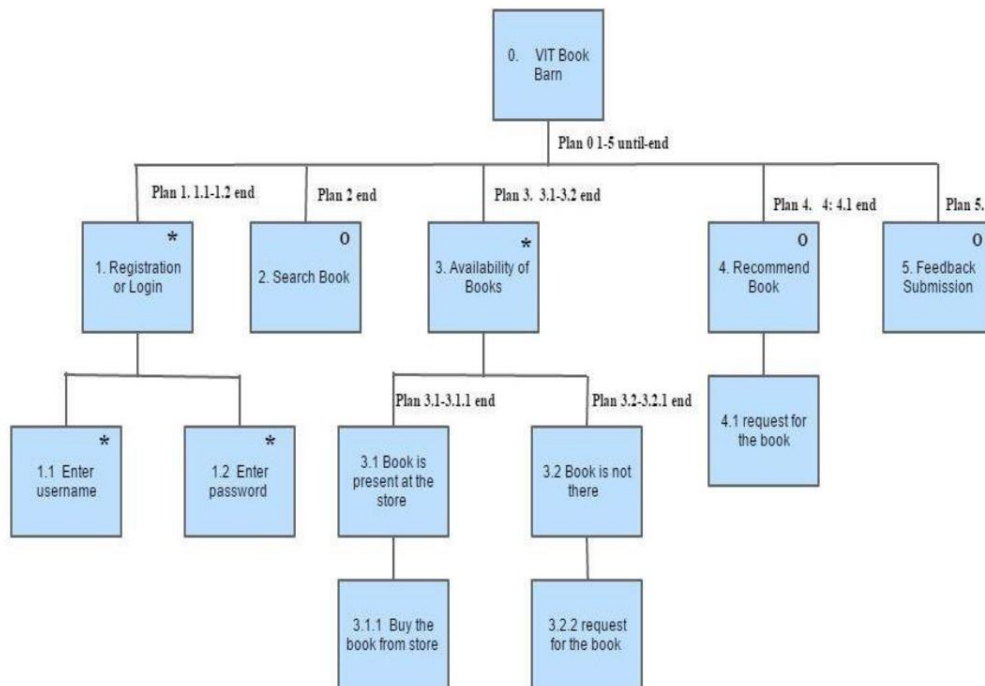 0. VIT Book
Barn
Plan 0 1-5 until-end
Plan 1. 1.1-1.2 end
Plan 2 end
Plan 3. 3.1-3.2 end
Plan 4. 4: 4.1 end
Plan 5.
*
1. Registration
or Login
O
2. Search Book
*
3. Availability of
Books
O
4. Recommend
Book
O
5. Feedback
Submission
Plan 3.1-3.1.1 end
Plan 3.2-3.2.1 end
*
1.1 Enter
username
*
1.2 Enter
password
3.1 Book is
present at the
store
3.2 Book is not
there
4.1 request for
the book
3.1.1 Buy the
book from store
3.2.2 request
for the book